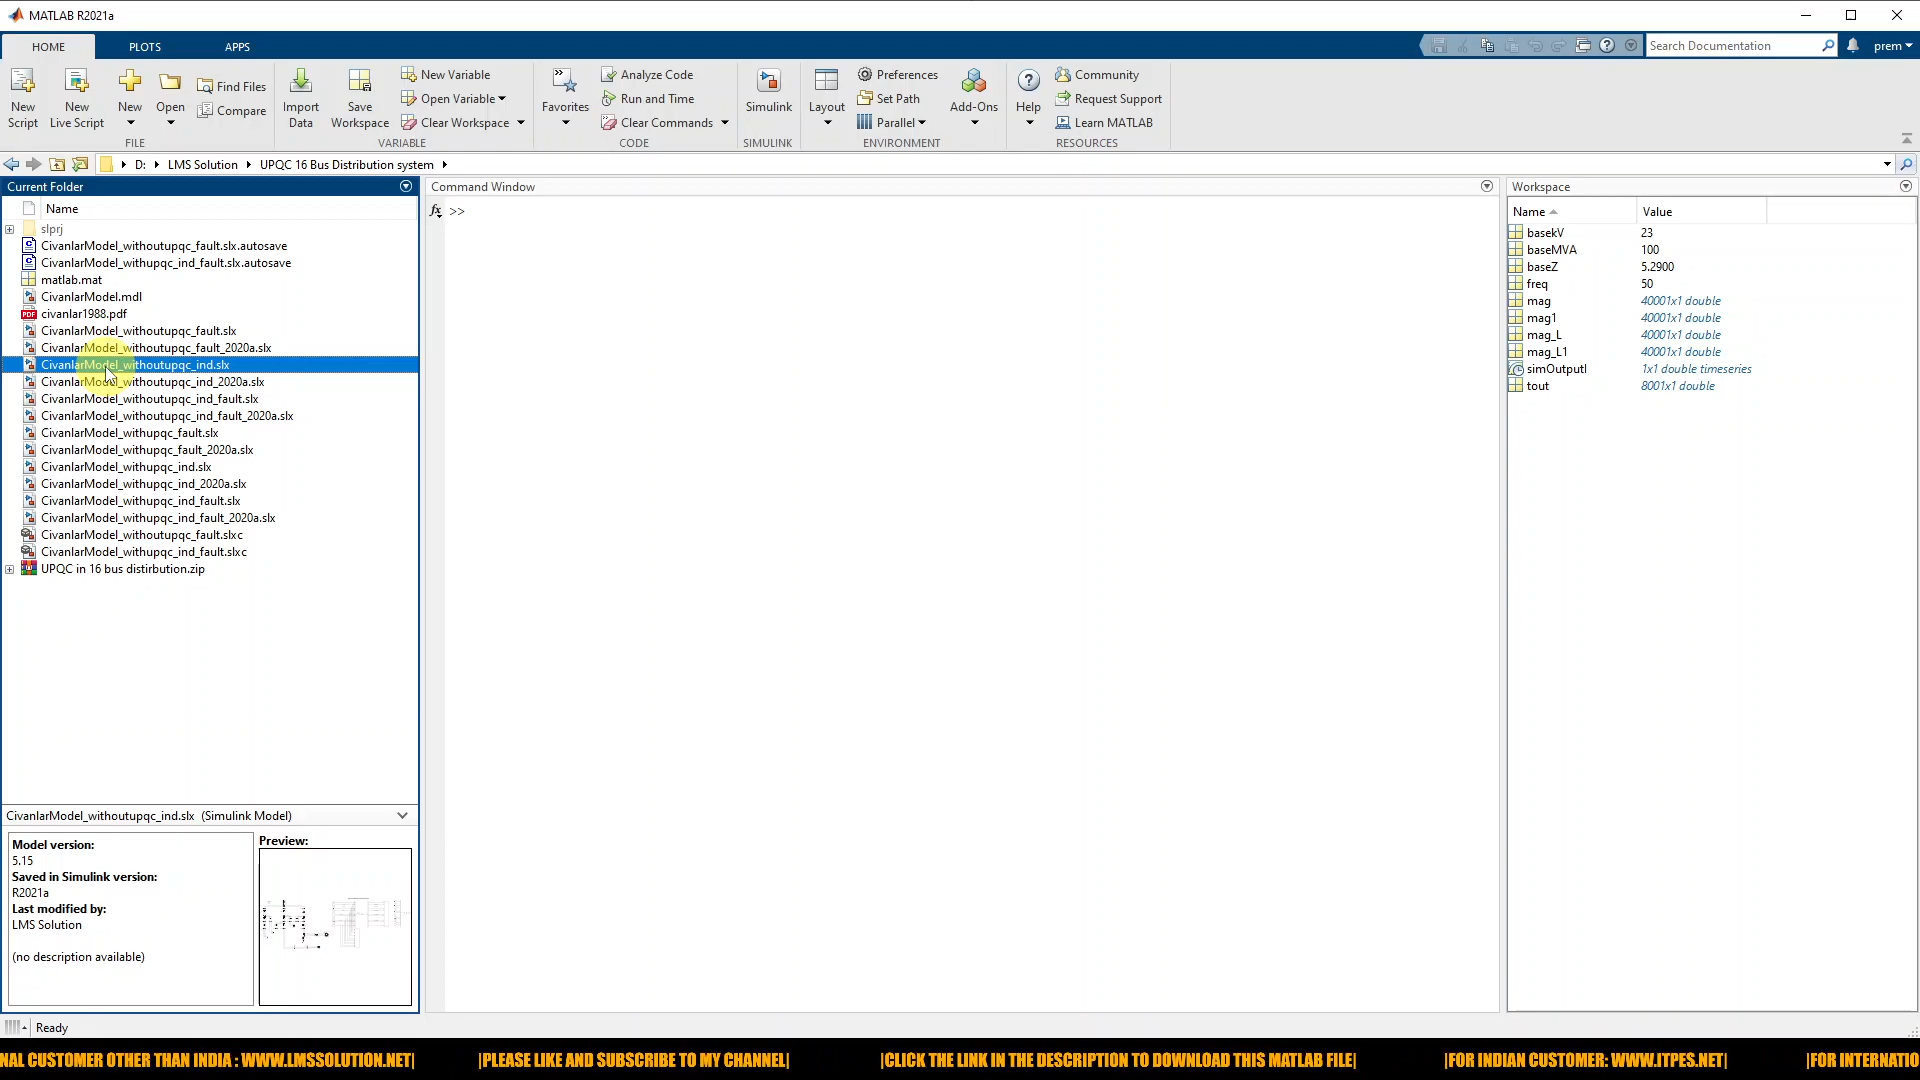 MATLAB R2021a
HOME PLOTS APPS
Search Documentation prem
New Script
New Live Script
New
Open
Find Files
Compare
FILE
Import Data
Save Workspace
New Variable
Open Variable
Clear Workspace
VARIABLE
Favorites
Analyze Code
Run and Time
Clear Commands
CODE
Simulink
SIMULINK
Layout
Preferences
Set Path
Parallel
Add-Ons
ENVIRONMENT
Help
Community
Request Support
Learn MATLAB
RESOURCES
D: LMS Solution UPQC 16 Bus Distribution system
Current Folder
Name
slprj
CivanlarModel_withoutupqc_fault.slx.autosave
CivanlarModel_withupqc_ind_fault.slx.autosave
matlab.mat
CivanlarModel.mdl
civanlar1988.pdf
CivanlarModel_withoutupqc_fault.slx
CivanlarModel_withoutupqc_fault_2020a.slx
CivanlarModel_withoutupqc_ind.slx
CivanlarModel_withoutupqc_ind_2020a.slx
CivanlarModel_withoutupqc_ind_fault.slx
CivanlarModel_withoutupqc_ind_fault_2020a.slx
CivanlarModel_withupqc_fault.slx
CivanlarModel_withupqc_fault_2020a.slx
CivanlarModel_withupqc_ind.slx
CivanlarModel_withupqc_ind_2020a.slx
CivanlarModel_withupqc_ind_fault.slx
CivanlarModel_withupqc_ind_fault_2020a.slx
CivanlarModel_withoutupqc_fault.slxc
CivanlarModel_withupqc_ind_fault.slxc
UPQC in 16 bus distirbution.zip
CivanlarModel_withoutupqc_ind.slx (Simulink Model)
Model version:
5.15
Saved in Simulink version:
R2021a
Last modified by:
LMS Solution
(no description available)
Preview:
Command Window
fx >>
Workspace
Name Value
basekV 23
baseMVA 100
baseZ 5.2900
freq 50
mag 40001x1 double
mag1 40001x1 double
mag_L 40001x1 double
mag_L1 40001x1 double
simOutputI 1x1 double timeseries
tout 8001x1 double
Ready
NAL CUSTOMER OTHER THAN INDIA : WWW.LMSSOLUTION.NET| |PLEASE LIKE AND SUBSCRIBE TO MY CHANNEL| |CLICK THE LINK IN THE DESCRIPTION TO DOWNLOAD THIS MATLAB FILE| |FOR INDIAN CUSTOMER: WWW.ITPES.NET| |FOR INTERNATIO